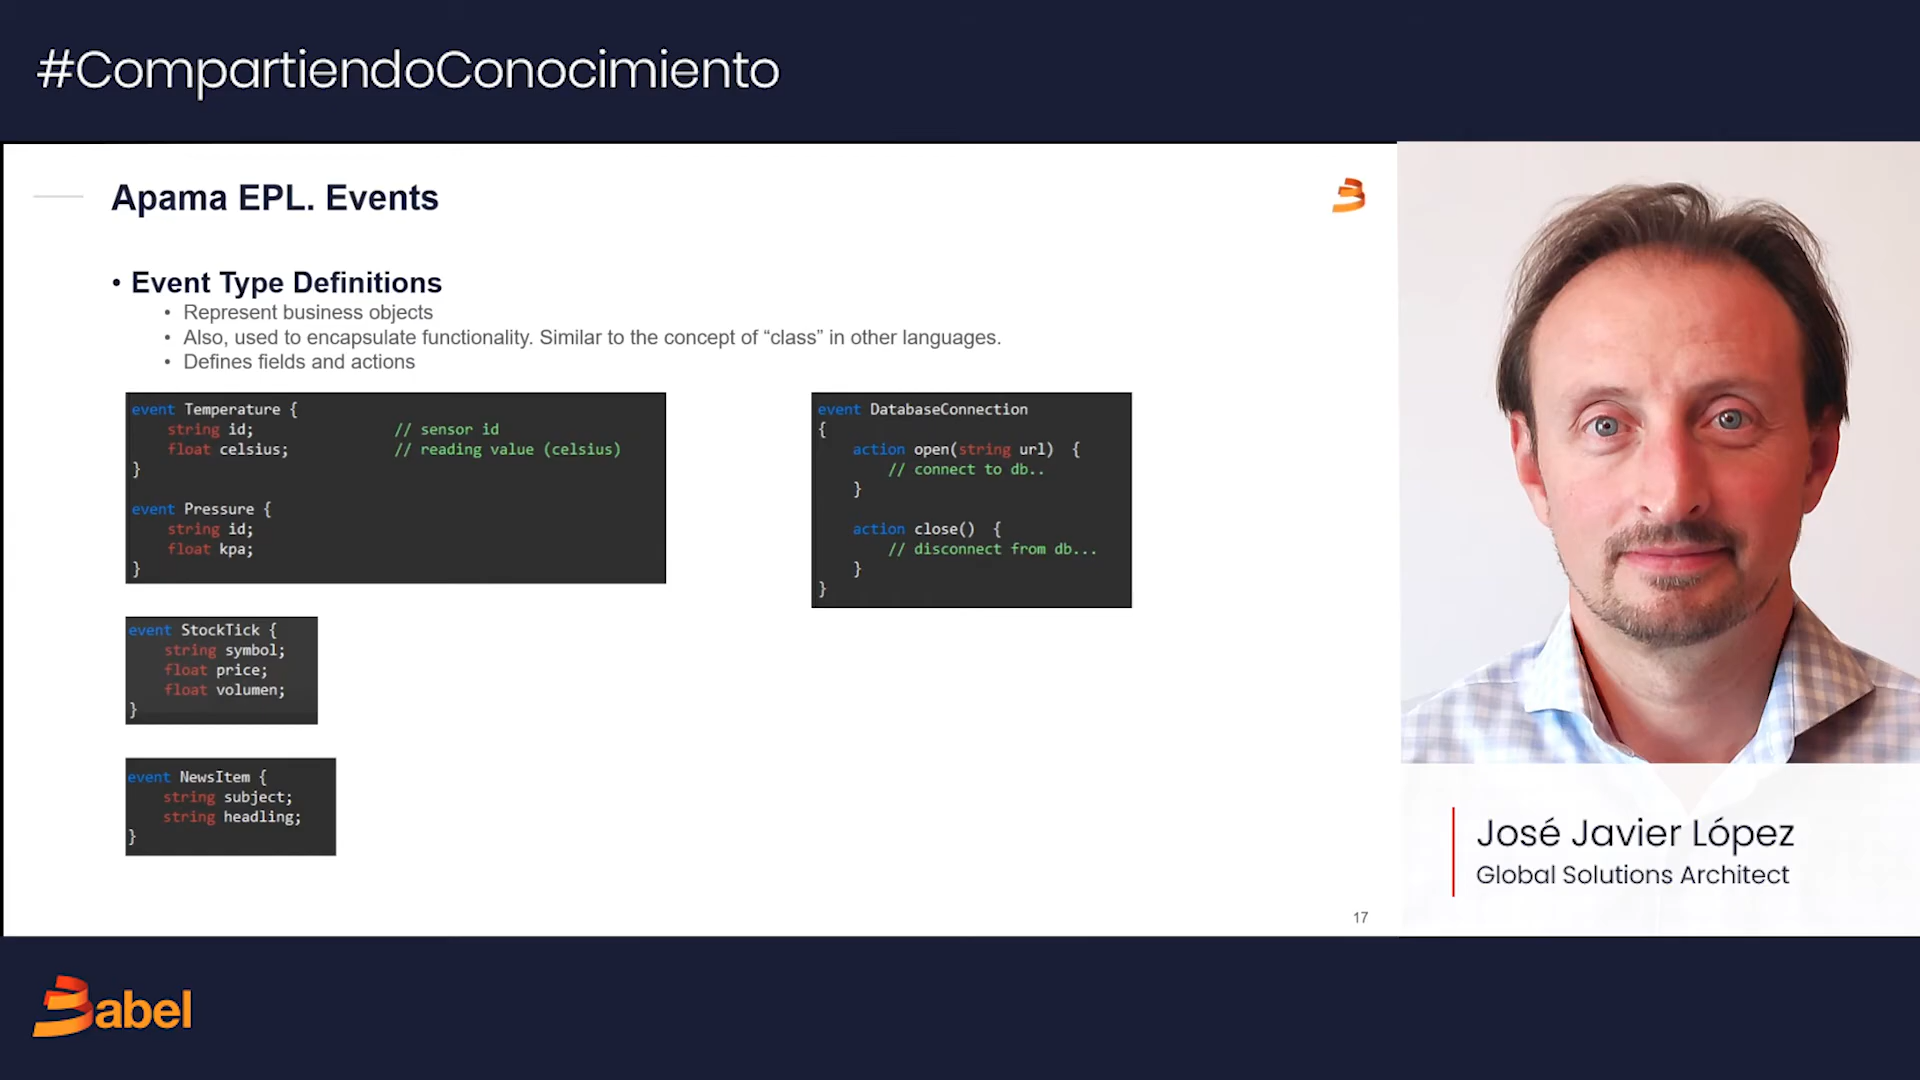 #CompartiendoConocimiento
Apama EPL. Events
• Event Type Definitions
• Represent business objects
• Also, used to encapsulate functionality. Similar to the concept of “class” in other languages.
• Defines fields and actions
event Temperature {
string id; // sensor id
float celsius; // reading value (celsius)
}
event Pressure {
string id;
float kpa;
}
event StockTick {
string symbol;
float price;
float volumen;
}
event NewsItem {
string subject;
string headling;
}
event DatabaseConnection
{
action open(string url) {
// connect to db..
}
action close() {
// disconnect from db...
}
}
17
José Javier López
Global Solutions Architect
Babel